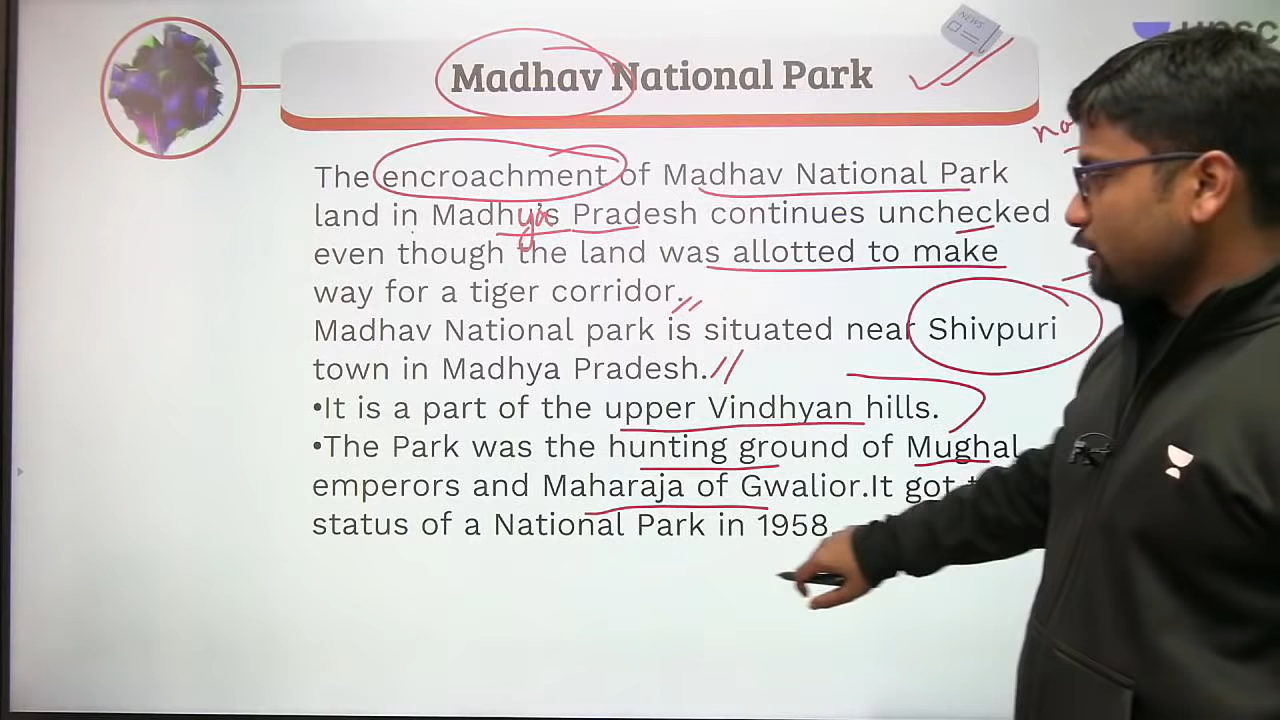 NEWS
Madhav National Park
The encroachment of Madhav National Park
land in Madhy's Pradesh continues unchecked
ya
even though the land was allotted to make
way for a tiger corridor.
Madhav National park is situated near Shivpuri
town in Madhya Pradesh.
•It is a part of the upper Vindhyan hills.
•The Park was the hunting ground of Mughal
emperors and Maharaja of Gwalior.It got
status of a National Park in 1958.